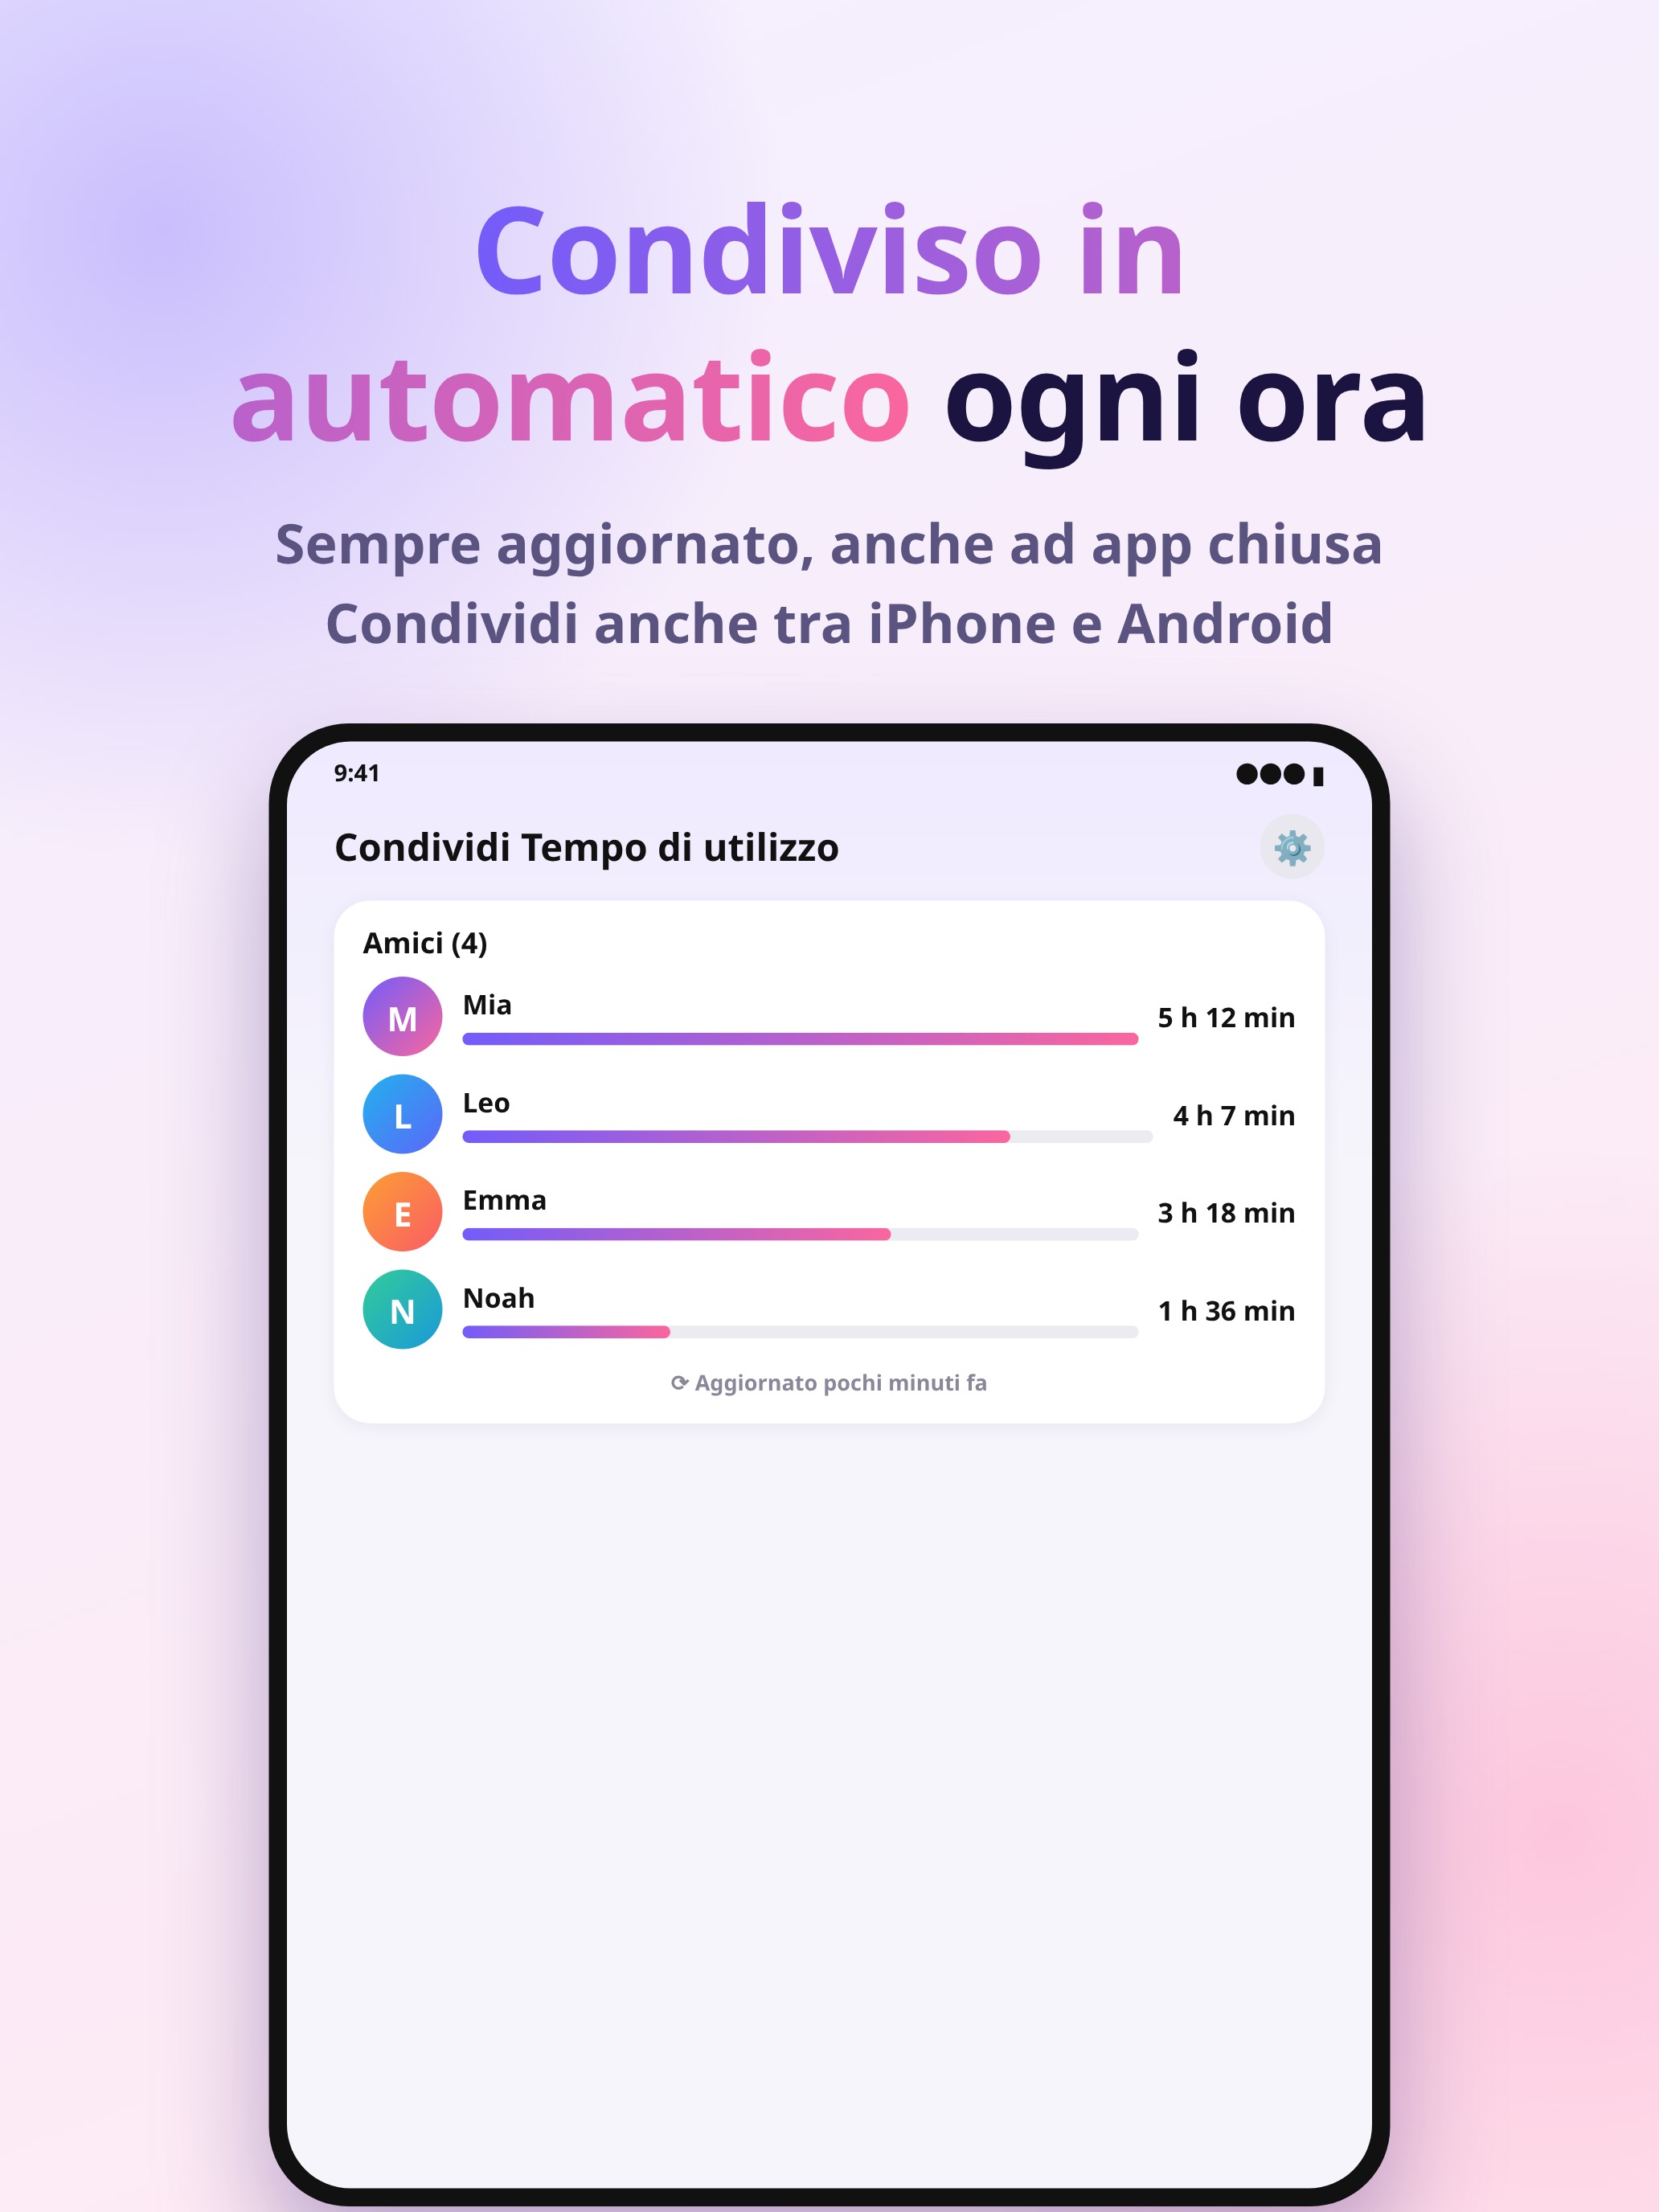 Condiviso in
automatico ogni ora
Sempre aggiornato, anche ad app chiusa
Condividi anche tra iPhone e Android
9:41
Condividi Tempo di utilizzo
Amici (4)
M
Mia
5 h 12 min
L
Leo
4 h 7 min
E
Emma
3 h 18 min
N
Noah
1 h 36 min
⟳ Aggiornato pochi minuti fa